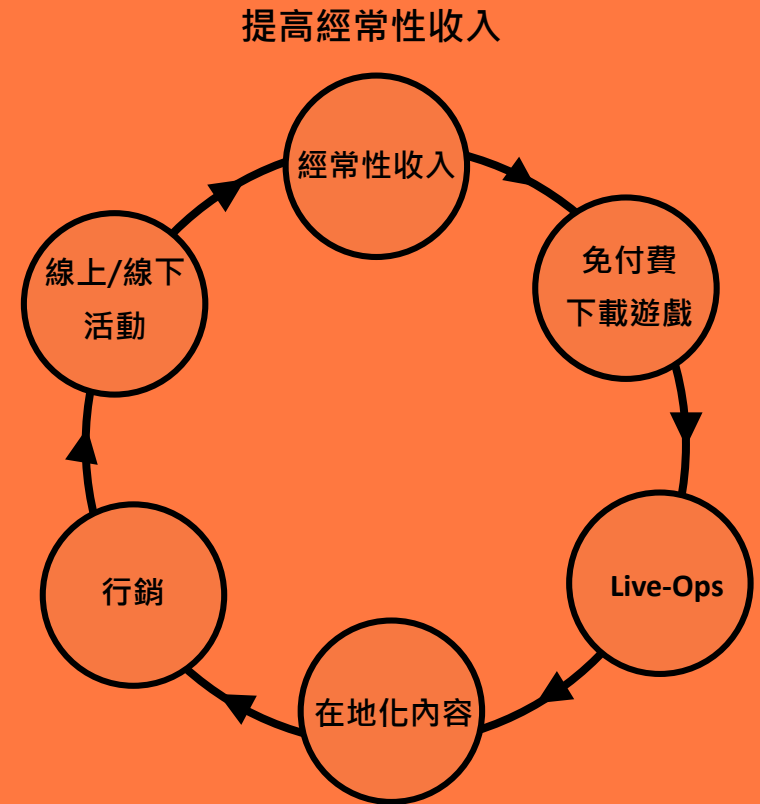 提高經常性收入
經常性收入
免付費
下載遊戲
Live-Ops
在地化內容
行銷
線上/線下
活動